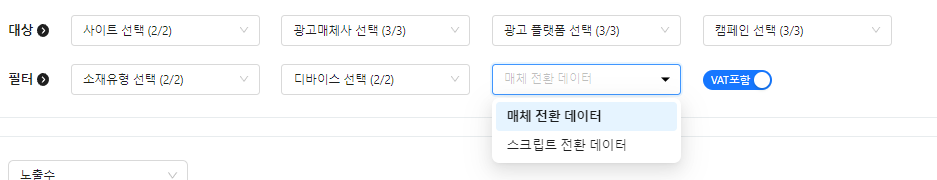 대상 사이트 선택 (2/2) 광고매체사 선택 (3/3) 광고 플랫폼 선택 (3/3) 캠페인 선택 (3/3)
필터 소재유형 선택 (2/2) 디바이스 선택 (2/2) 매체 전환 데이터 VAT포함
매체 전환 데이터
스크립트 전환 데이터
노출수